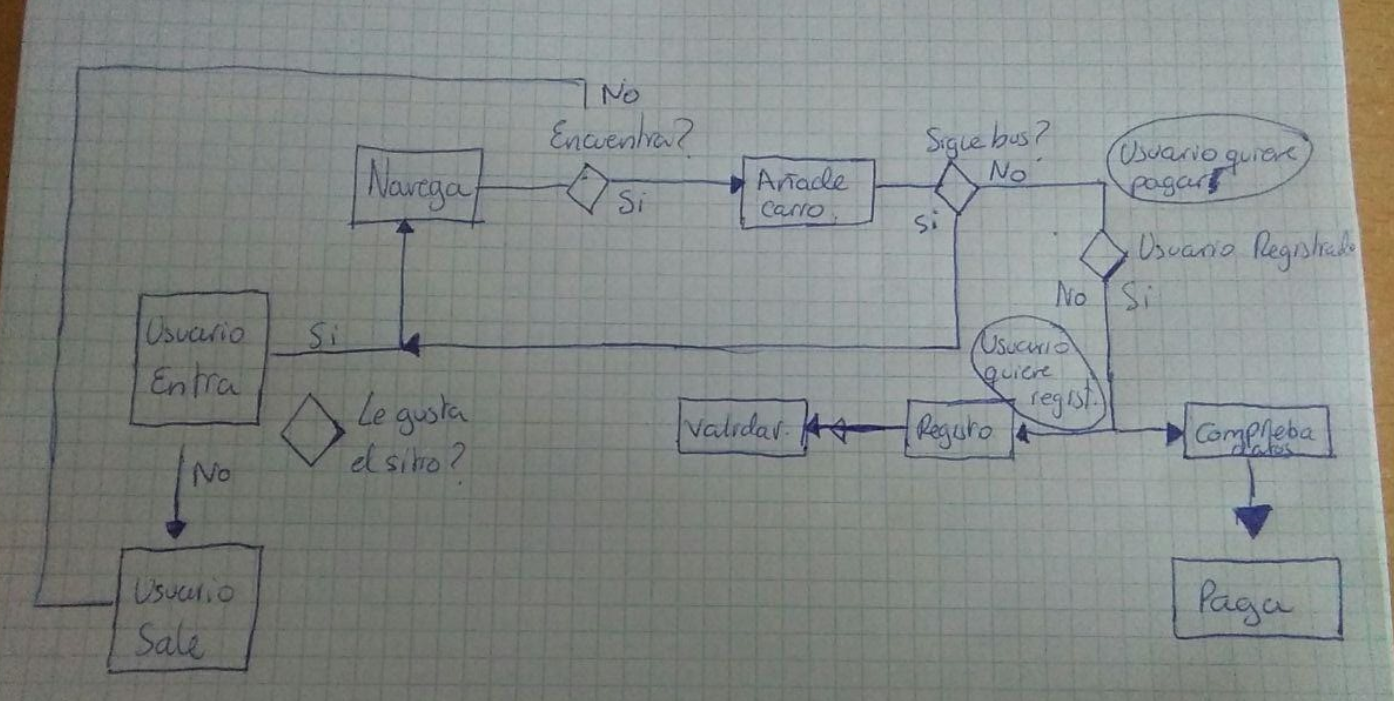 No
Encuentra?
Navega
Si
Añade
carro.
Sigue bus?
No
Si
Usuario quiere
pagar
Usuario Registrado
No Si
Usuario
Entra
Si
Le gusta
el sitio?
No
Usuario
quiere
regist.
Validar.
Registro
Comprueba
datos
Usuario
Sale
Paga